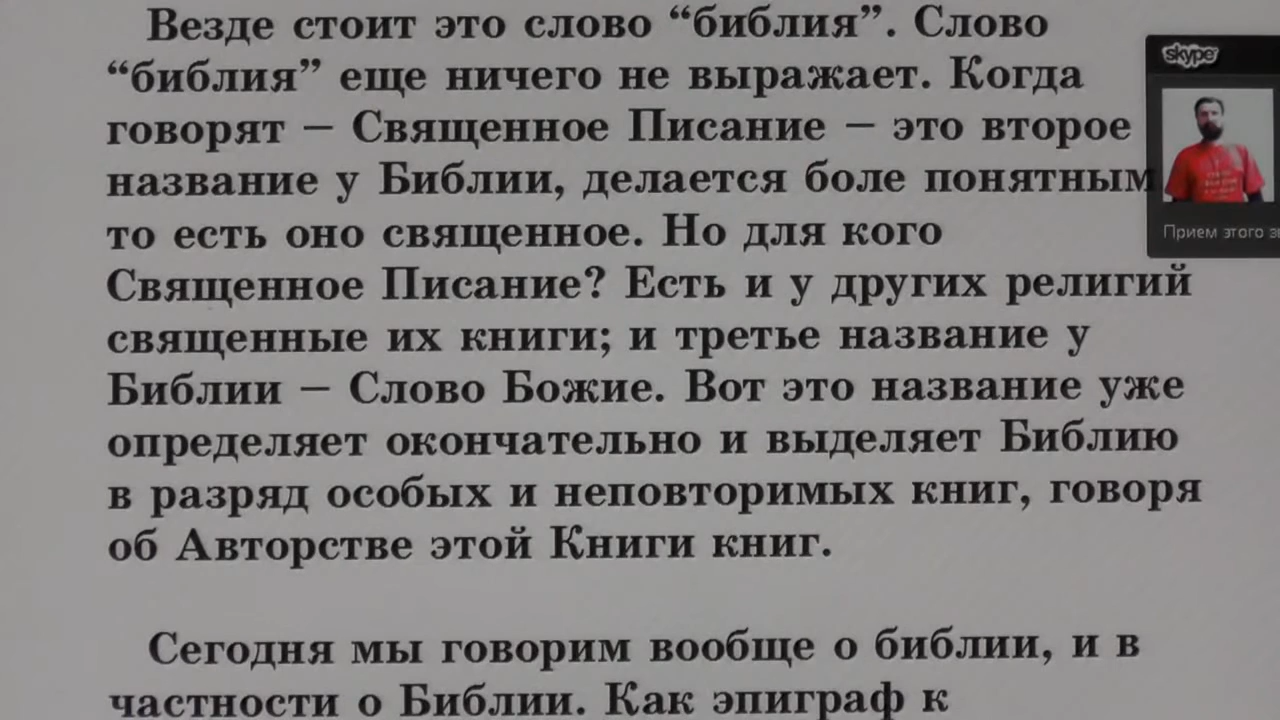 Везде стоит это слово “библия”. Слово
“библия” еще ничего не выражает. Когда
говорят – Священное Писание – это второе
название у Библии, делается боле понятным
то есть оно священное. Но для кого
Священное Писание? Есть и у других религий
священные их книги; и третье название у
Библии – Слово Божие. Вот это название уже
определяет окончательно и выделяет Библию
в разряд особых и неповторимых книг, говоря
об Авторстве этой Книги книг.
Сегодня мы говорим вообще о библии, и в
частности о Библии. Как эпиграф к
skype
Прием этого